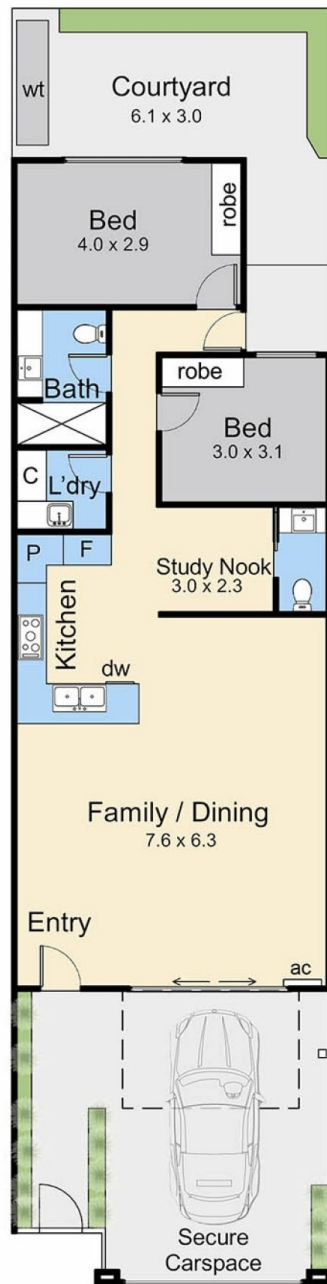 wt
Courtyard
6.1 x 3.0
Bed
4.0 x 2.9
robe
robe
Bath
Bed
3.0 x 3.1
C
L'dry
P
F
Study Nook
3.0 x 2.3
Kitchen
dw
Family / Dining
7.6 x 6.3
Entry
ac
Secure
Carspace